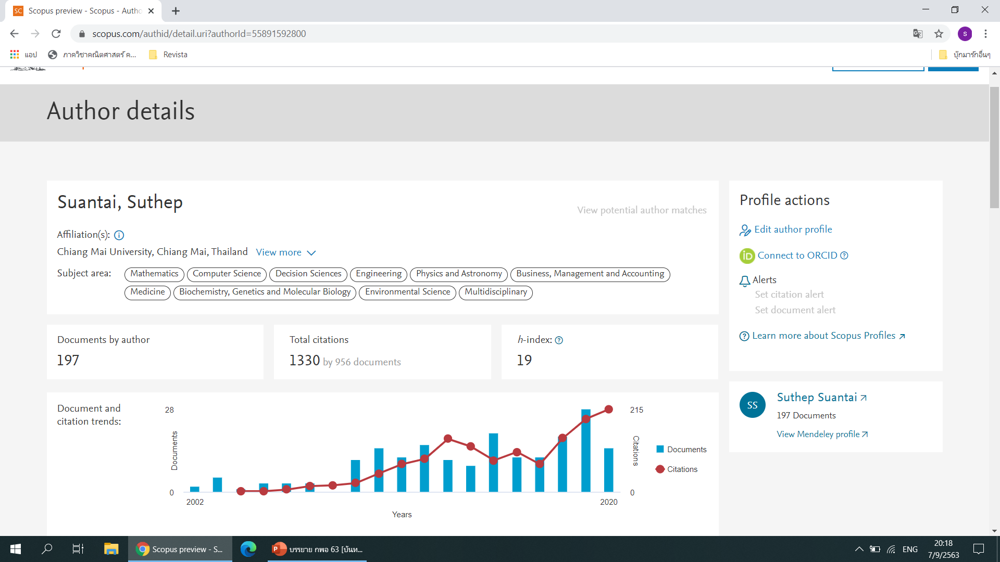 Scopus preview - Scopus - Autho
scopus.com/authid/detail.uri?authorId=55891592800
S
แอป
ภาควิชาคณิตศาสตร์ ค...
Revista
บุ๊กมาร์กอื่นๆ
Author details
Suantai, Suthep
View potential author matches
Affiliation(s):
Chiang Mai University, Chiang Mai, Thailand View more
Subject area: Mathematics Computer Science Decision Sciences Engineering Physics and Astronomy Business, Management and Accounting
Medicine Biochemistry, Genetics and Molecular Biology Environmental Science Multidisciplinary
Documents by author
197
Total citations
1330 by 956 documents
h-index:
19
Document and
citation trends:
28
215
Documents
Citations
0
0
2002
2020
Years
Documents
Citations
Profile actions
Edit author profile
iD Connect to ORCID
Alerts
Set citation alert
Set document alert
Learn more about Scopus Profiles
SS
Suthep Suantai
197 Documents
View Mendeley profile
Scopus preview - S...
บรรยาย กพอ 63 [บันท...
ENG
20:18
7/9/2563